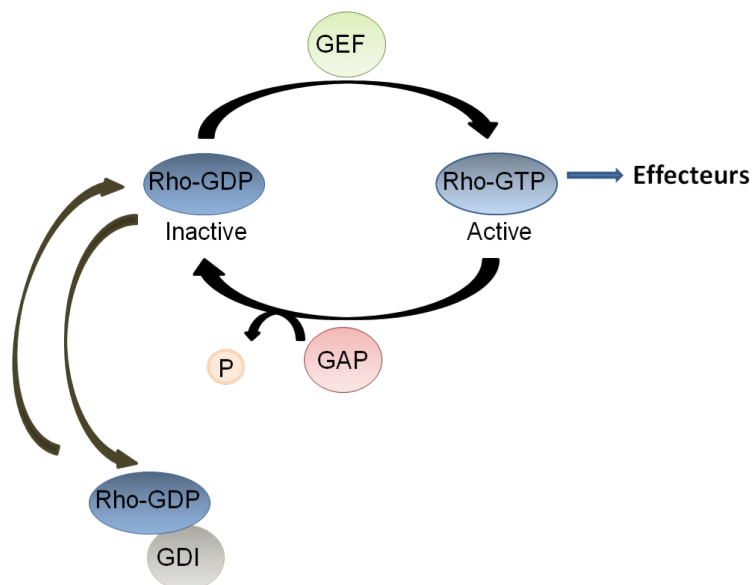 GEF
Rho-GDP
Rho-GTP
Effecteurs
Inactive
Active
P
GAP
Rho-GDP
GDI